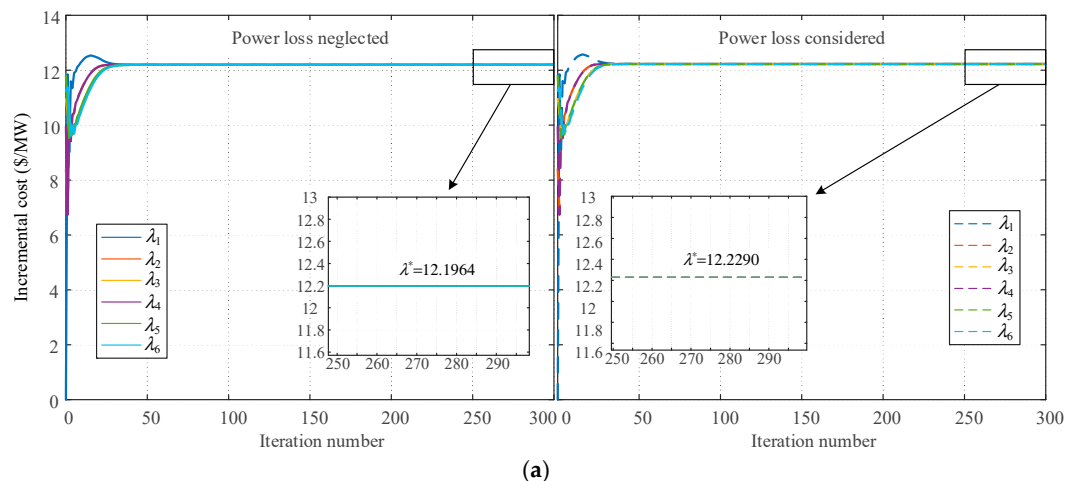 Power loss neglected
Power loss considered
Incremental cost ($/MW)
14
12
10
8
6
4
2
0
λ1
λ2
λ3
λ4
λ5
λ6
13
12.8
12.6
12.4
12.2
12
11.8
11.6
λ*=12.1964
250 260 270 280 290
0 50 100 150 200 250 300
Iteration number
13
12.8
12.6
12.4
12.2
12
11.8
11.6
λ*=12.2290
250 260 270 280 290
λ1
λ2
λ3
λ4
λ5
λ6
0 50 100 150 200 250 300
Iteration number
(a)